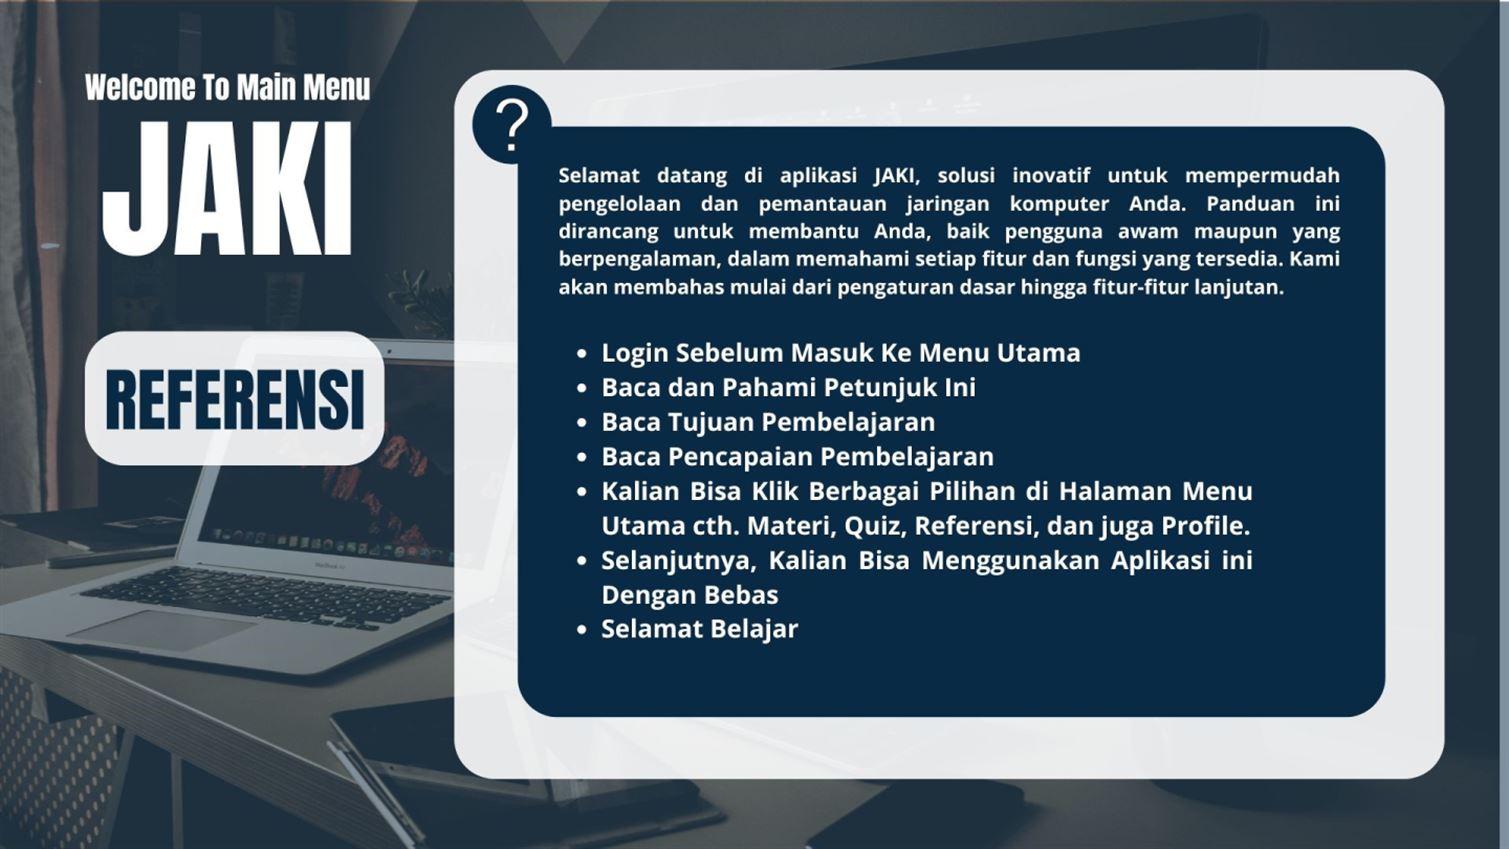 Welcome To Main Menu
JAKI
REFERENSI
?
Selamat datang di aplikasi JAKI, solusi inovatif untuk mempermudah
pengelolaan dan pemantauan jaringan komputer Anda. Panduan ini
dirancang untuk membantu Anda, baik pengguna awam maupun yang
berpengalaman, dalam memahami setiap fitur dan fungsi yang tersedia. Kami
akan membahas mulai dari pengaturan dasar hingga fitur-fitur lanjutan.
• Login Sebelum Masuk Ke Menu Utama
• Baca dan Pahami Petunjuk Ini
• Baca Tujuan Pembelajaran
• Baca Pencapaian Pembelajaran
• Kalian Bisa Klik Berbagai Pilihan di Halaman Menu
Utama cth. Materi, Quiz, Referensi, dan juga Profile.
• Selanjutnya, Kalian Bisa Menggunakan Aplikasi ini
Dengan Bebas
• Selamat Belajar